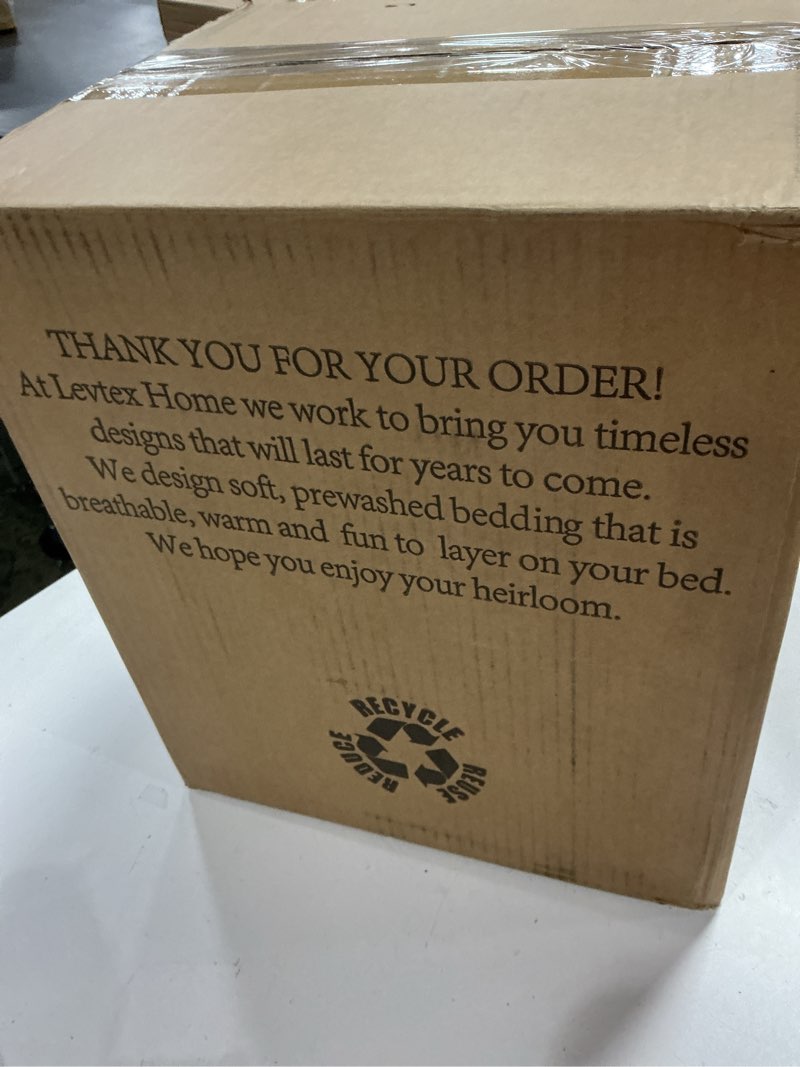 THANK YOU FOR YOUR ORDER!
At Levtex Home we work to bring you timeless
designs that will last for years to come.
We design soft, prewashed bedding that is
breathable, warm and fun to layer on your bed.
We hope you enjoy your heirloom.
RECYCLE
REDUCE
REUSE